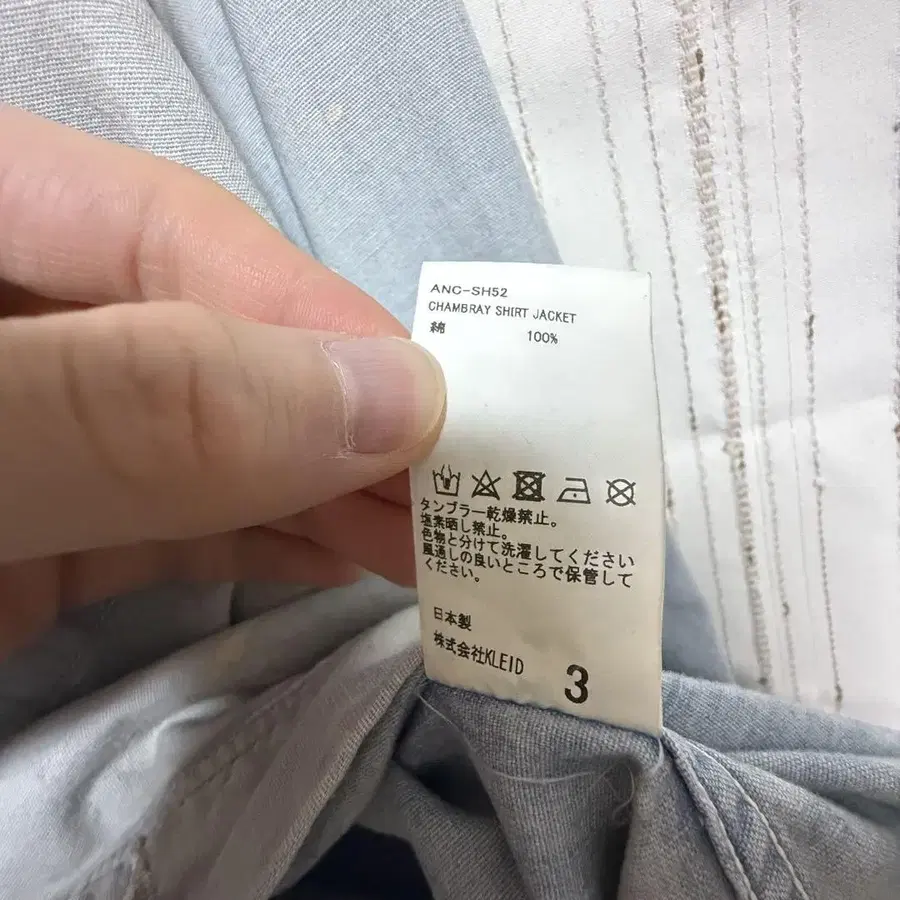 ANC-SH52
CHAMBRAY SHIRT JACKET
綿 100%
タンブラー乾燥禁止。
塩素晒し禁止。
色物と分けて洗濯してください
風通しの良いところで保管して
ください。
日本製
株式会社KLEID
3